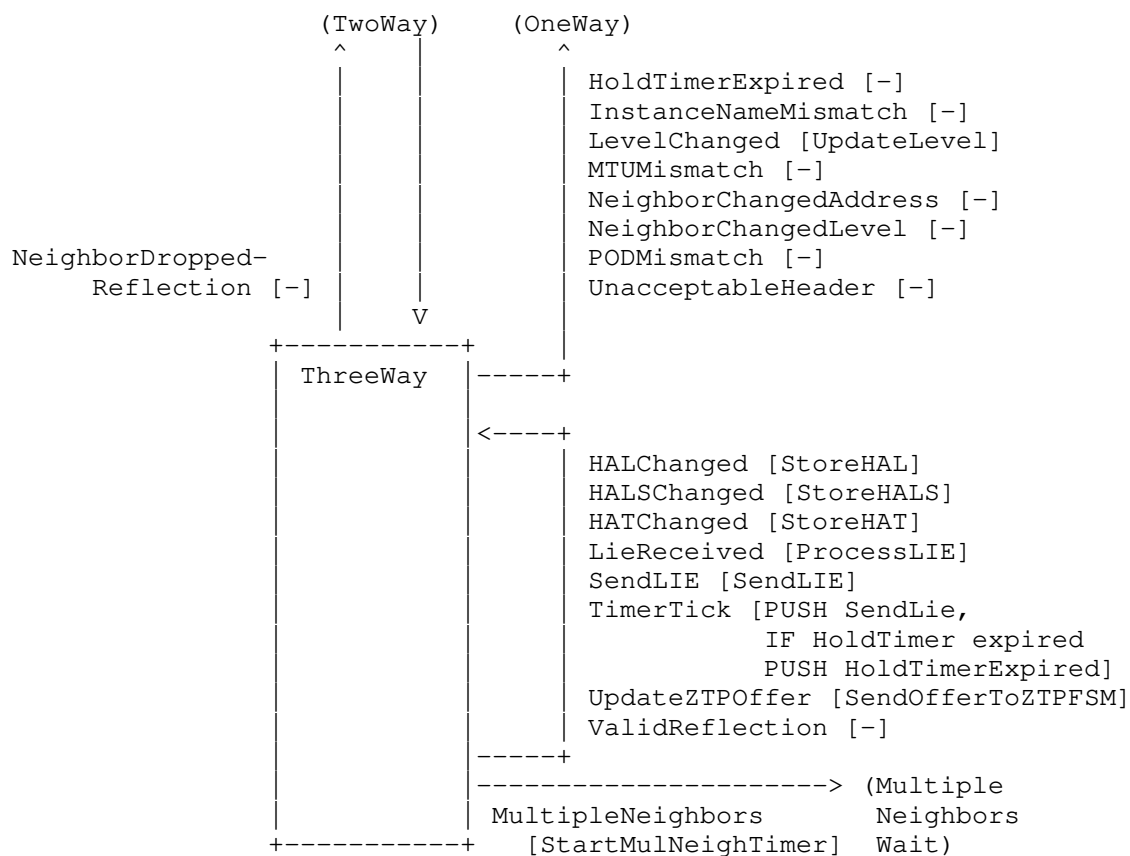 (TwoWay) (OneWay)
HoldTimerExpired [-]
InstanceNameMismatch [-]
LevelChanged [UpdateLevel]
MTUMismatch [-]
NeighborChangedAddress [-]
NeighborChangedLevel [-]
NeighborDropped- PODMismatch [-]
Reflection [-] UnacceptableHeader [-]
V
ThreeWay
HALChanged [StoreHAL]
HALSChanged [StoreHALS]
HATChanged [StoreHAT]
LieReceived [ProcessLIE]
SendLIE [SendLIE]
TimerTick [PUSH SendLie,
IF HoldTimer expired
PUSH HoldTimerExpired]
UpdateZTPOffer [SendOfferToZTPFSM]
ValidReflection [-]
(Multiple
MultipleNeighbors Neighbors
[StartMulNeighTimer] Wait)